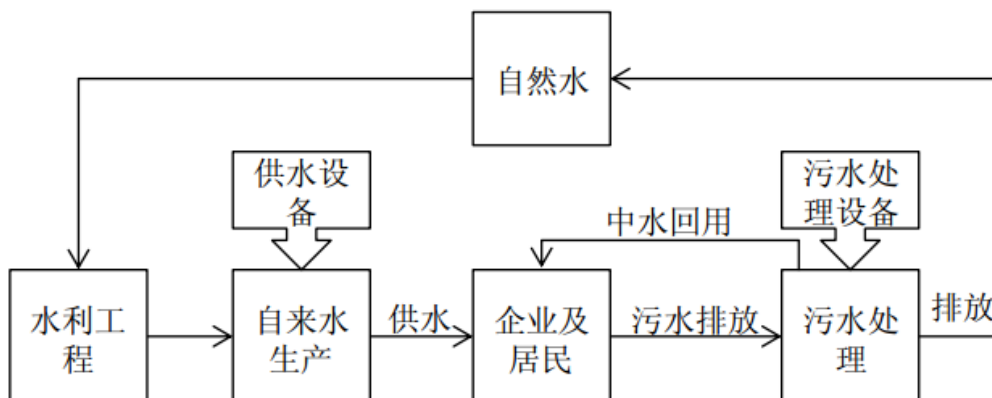 自然水
供水设
备
污水处
理设备
中水回用
水利工
程
自来水
生产
供水
企业及
居民
污水排放
污水处
理
排放